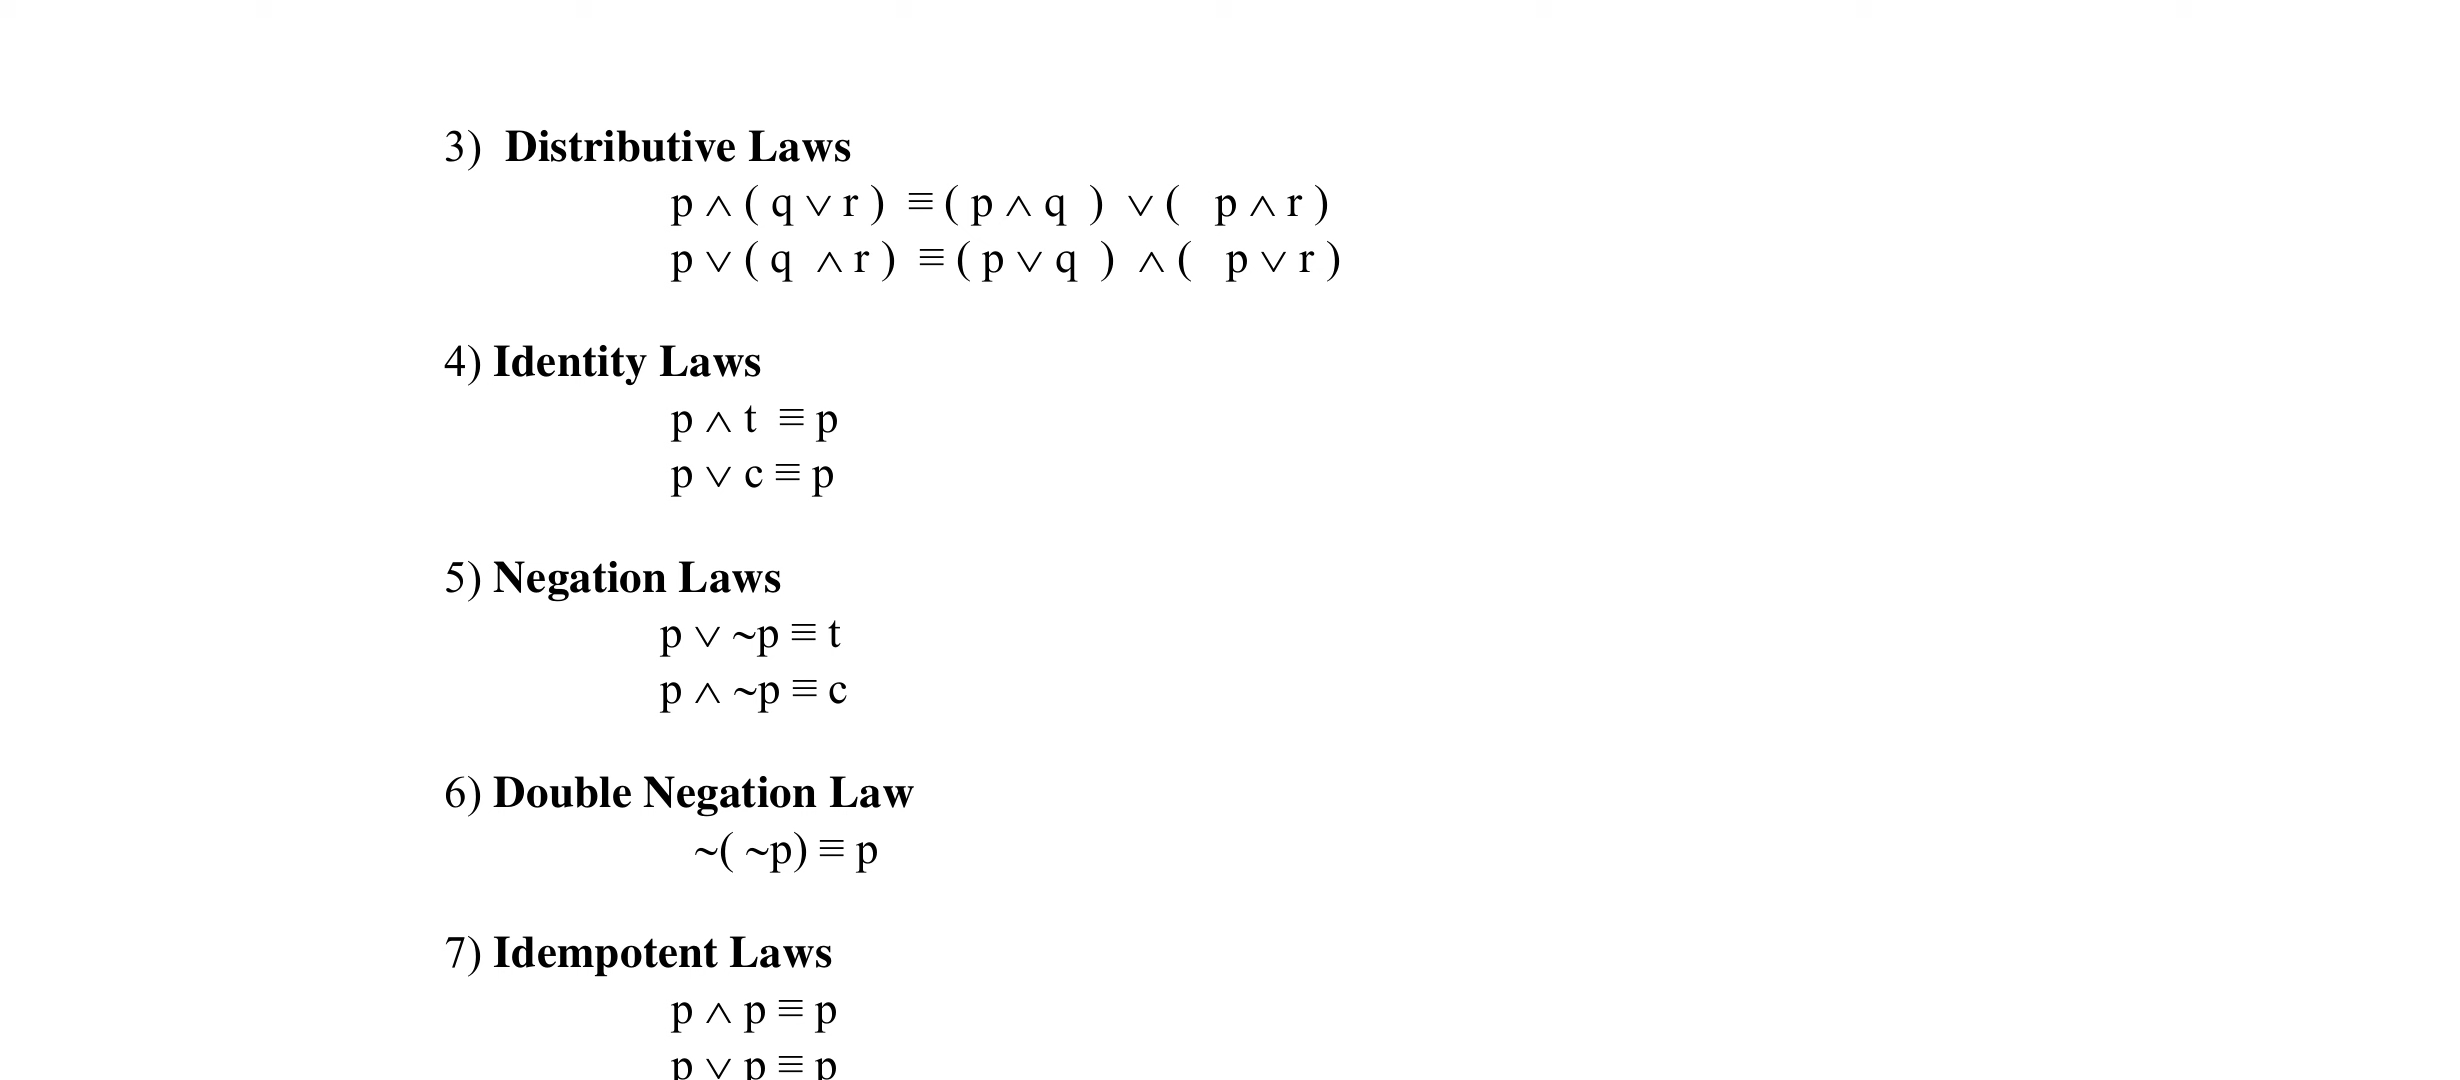 3) Distributive Laws
p ∧ ( q ∨ r ) ≡ ( p ∧ q ) ∨ ( p ∧ r )
p ∨ ( q ∧ r ) ≡ ( p ∨ q ) ∧ ( p ∨ r )
4) Identity Laws
p ∧ t ≡ p
p ∨ c ≡ p
5) Negation Laws
p ∨ ~p ≡ t
p ∧ ~p ≡ c
6) Double Negation Law
~( ~p) ≡ p
7) Idempotent Laws
p ∧ p ≡ p
p ∨ p ≡ p